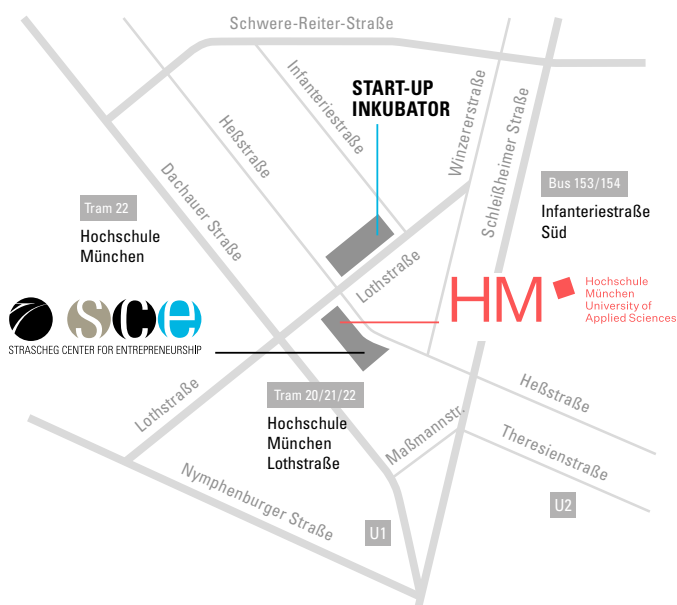 Schwere-Reiter-Straße
Infanteriestraße
START-UP
INKUBATOR
Winzererstraße
Heßstraße
Schleißheimer Straße
Dachauer Straße
Bus 153/154
Infanteriestraße
Süd
Tram 22
Hochschule
München
Lothstraße
HM
Hochschule
München
University of
Applied Sciences
sce
STRASCHEG CENTER FOR ENTREPRENEURSHIP
Lothstraße
Tram 20/21/22
Hochschule
München
Lothstraße
Heßstraße
Maßmannstr.
Theresienstraße
Nymphenburger Straße
U1
U2